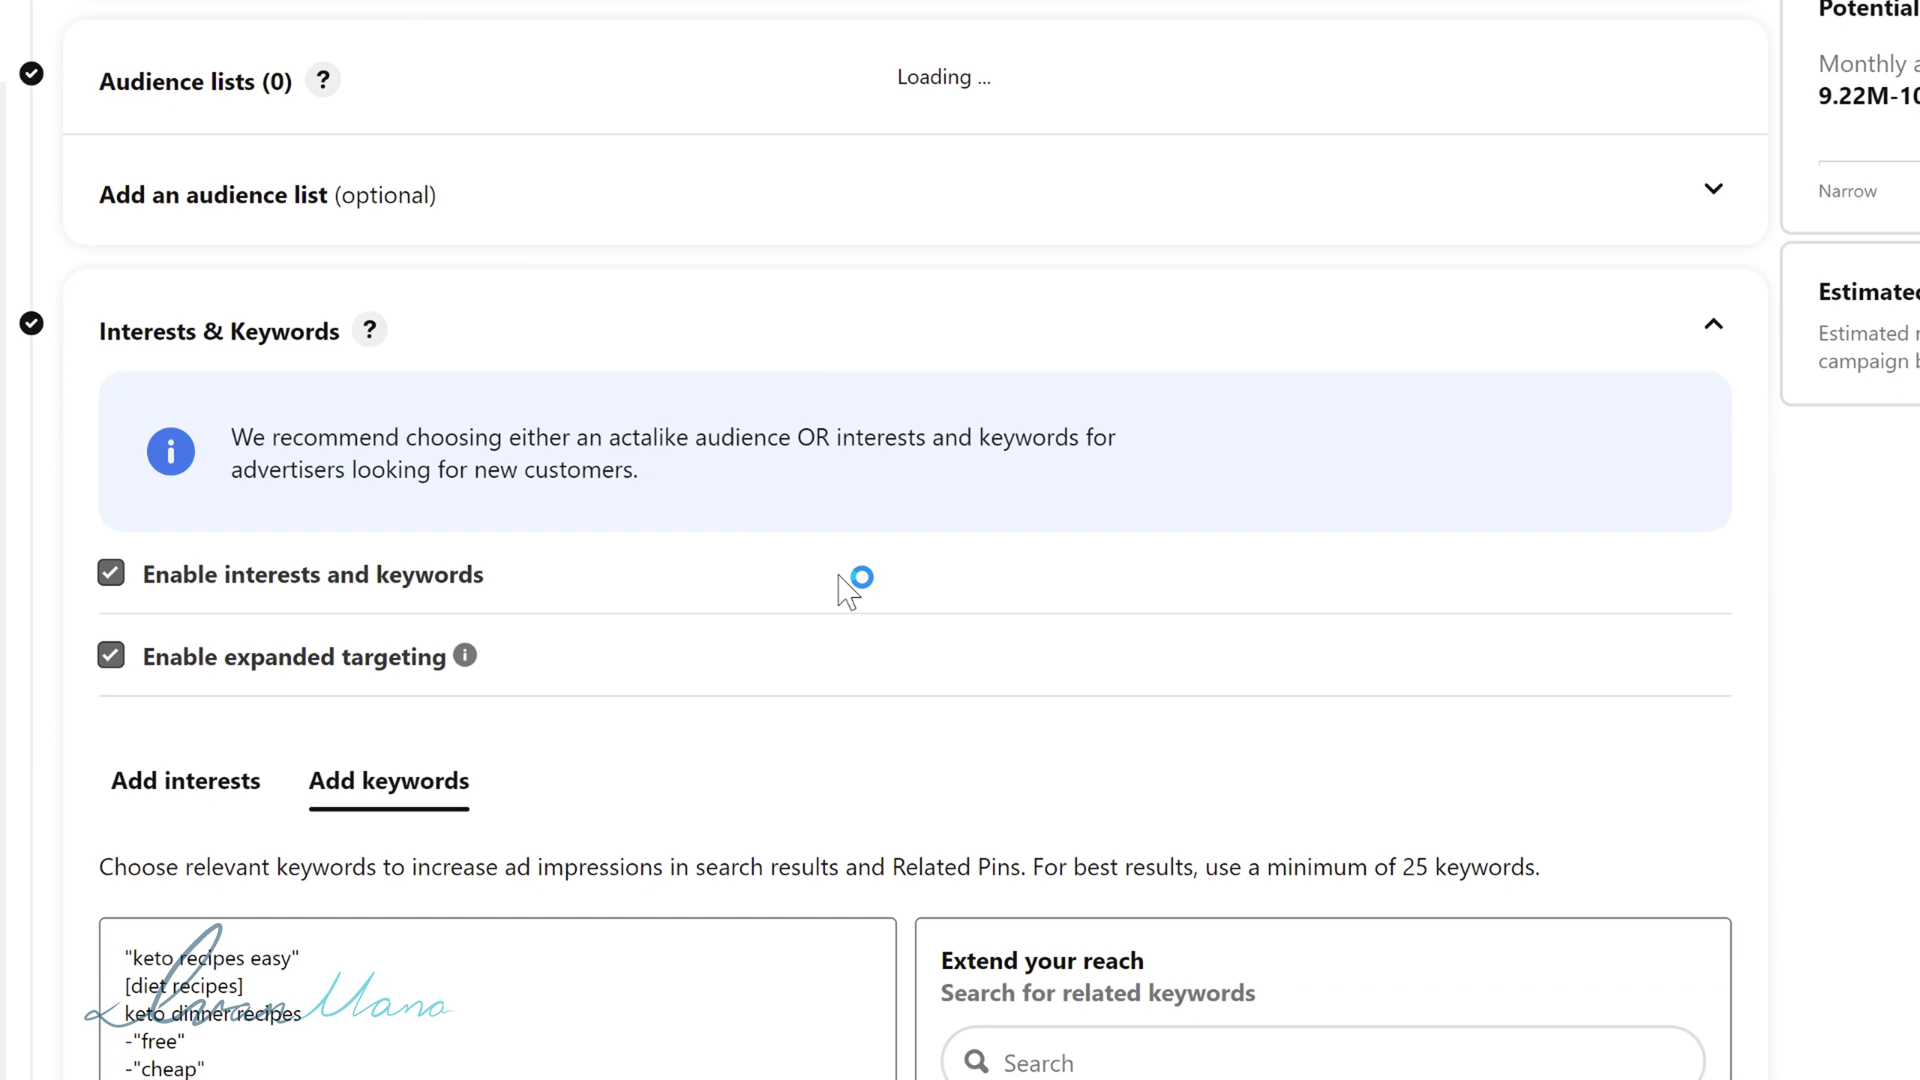 Potential
Audience lists (0) ?
Loading ...
Monthly a
9.22M-10
Add an audience list (optional)
Narrow
Interests & Keywords ?
Estimated
Estimated r
campaign b
We recommend choosing either an actalike audience OR interests and keywords for
advertisers looking for new customers.
Enable interests and keywords
Enable expanded targeting
Add interests
Add keywords
Choose relevant keywords to increase ad impressions in search results and Related Pins. For best results, use a minimum of 25 keywords.
"keto recipes easy"
[diet recipes]
keto dinner recipes
-"free"
-"cheap"
Extend your reach
Search for related keywords
Search
Ivan Mana